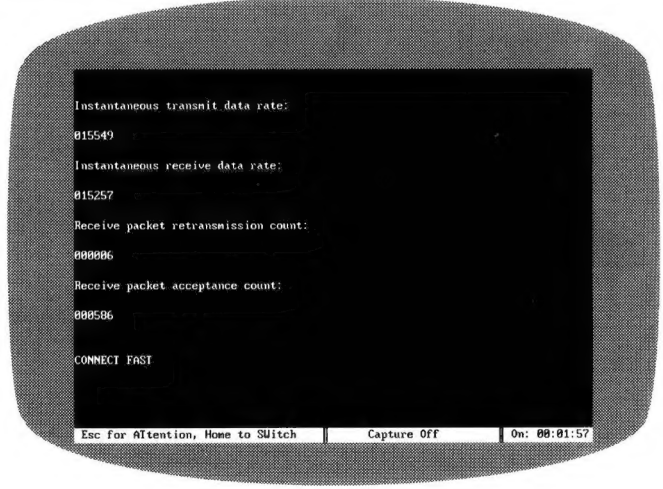 Instantaneous transmit data rate:
015549
Instantaneous receive data rate:
015257
Receive packet retransmission count:
000006
Receive packet acceptance count:
000586
CONNECT FAST
Esc for ATtention, Home to SWitch ║ Capture Off ║ On: 00:01:57